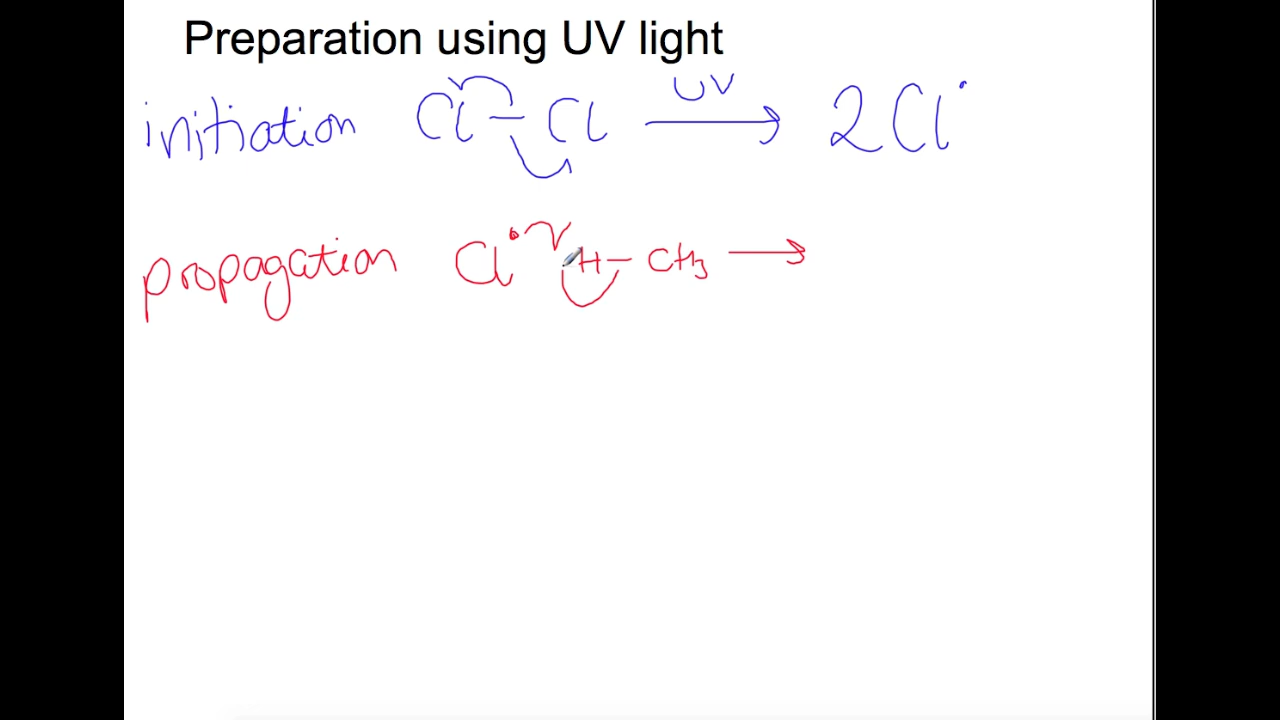 Preparation using UV light
initiation Cl–Cl UV → 2Cl•
propagation Cl• H–CH3 →